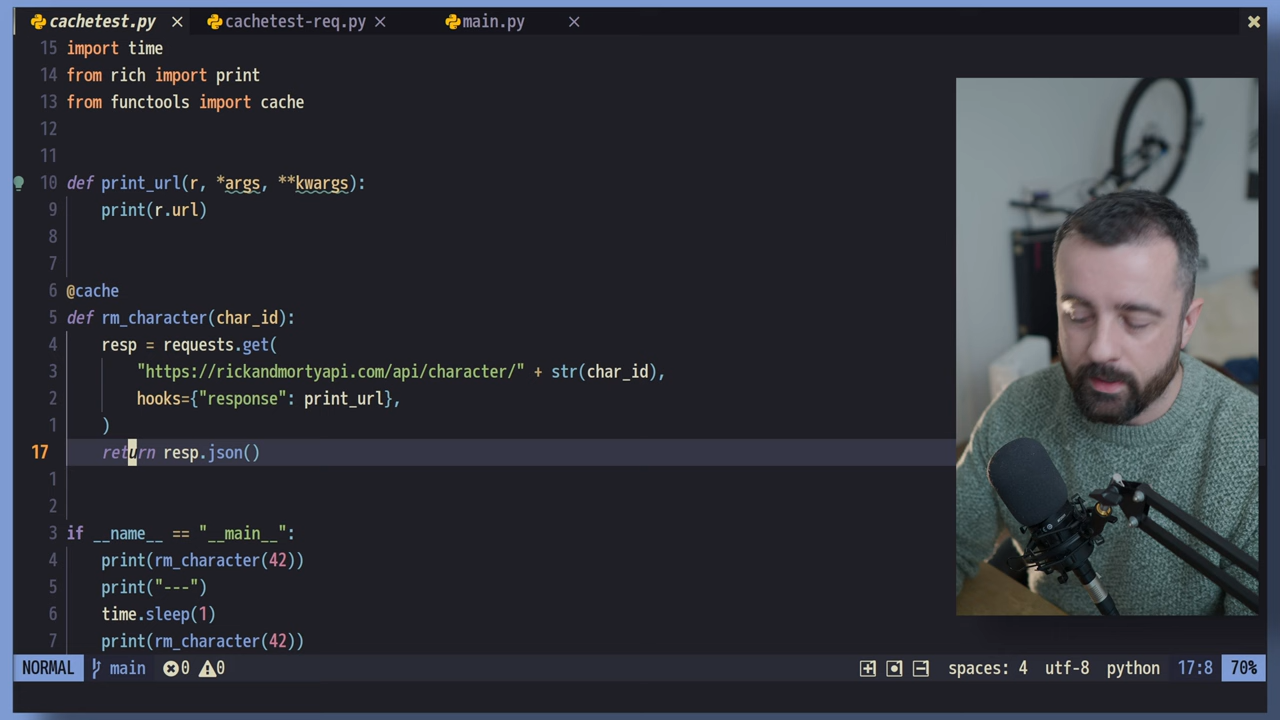 cachetest.py × cachetest-req.py × main.py × ×
15 import time
14 from rich import print
13 from functools import cache
12
11
10 def print_url(r, *args, **kwargs):
9     print(r.url)
8
7
6 @cache
5 def rm_character(char_id):
4     resp = requests.get(
3         "https://rickandmortyapi.com/api/character/" + str(char_id),
2         hooks={"response": print_url},
1     )
17     return resp.json()
1
2
3 if __name__ == "__main__":
4     print(rm_character(42))
5     print("---")
6     time.sleep(1)
7     print(rm_character(42))
NORMAL main 0 0 spaces: 4 utf-8 python 17:8 70%